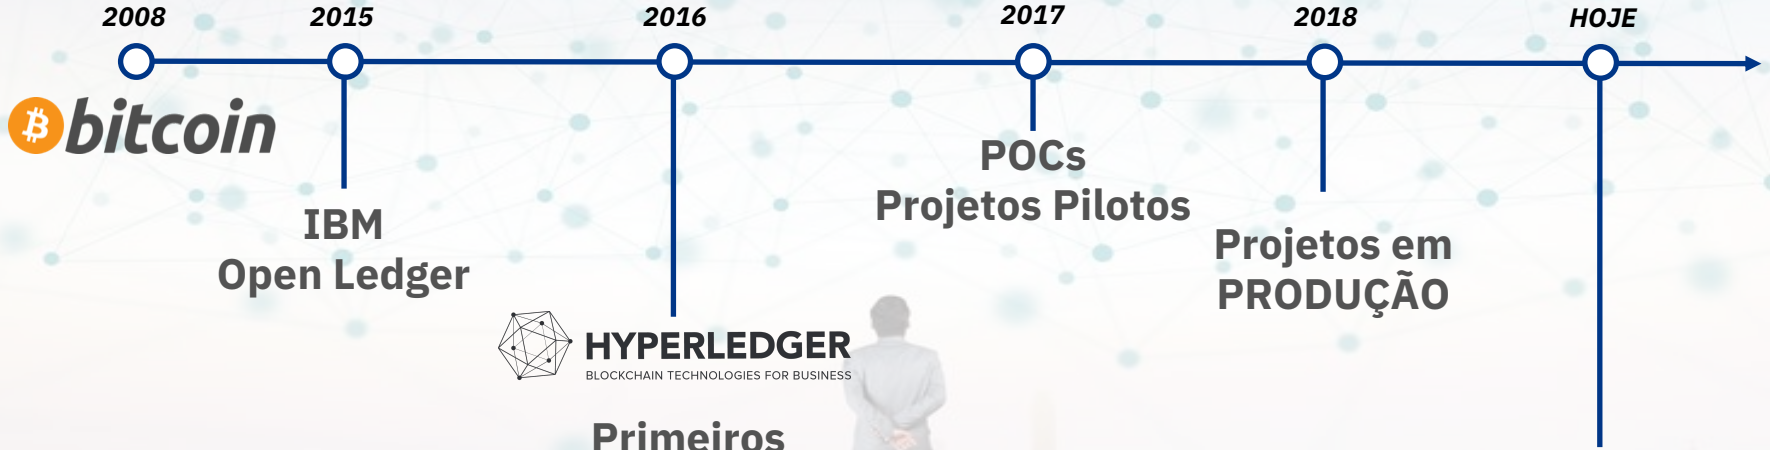 2008
2015
2016
2017
2018
HOJE
bitcoin
IBM
Open Ledger
HYPERLEDGER
BLOCKCHAIN TECHNOLOGIES FOR BUSINESS
Primeiros
POCs
Projetos Pilotos
Projetos em
PRODUÇÃO